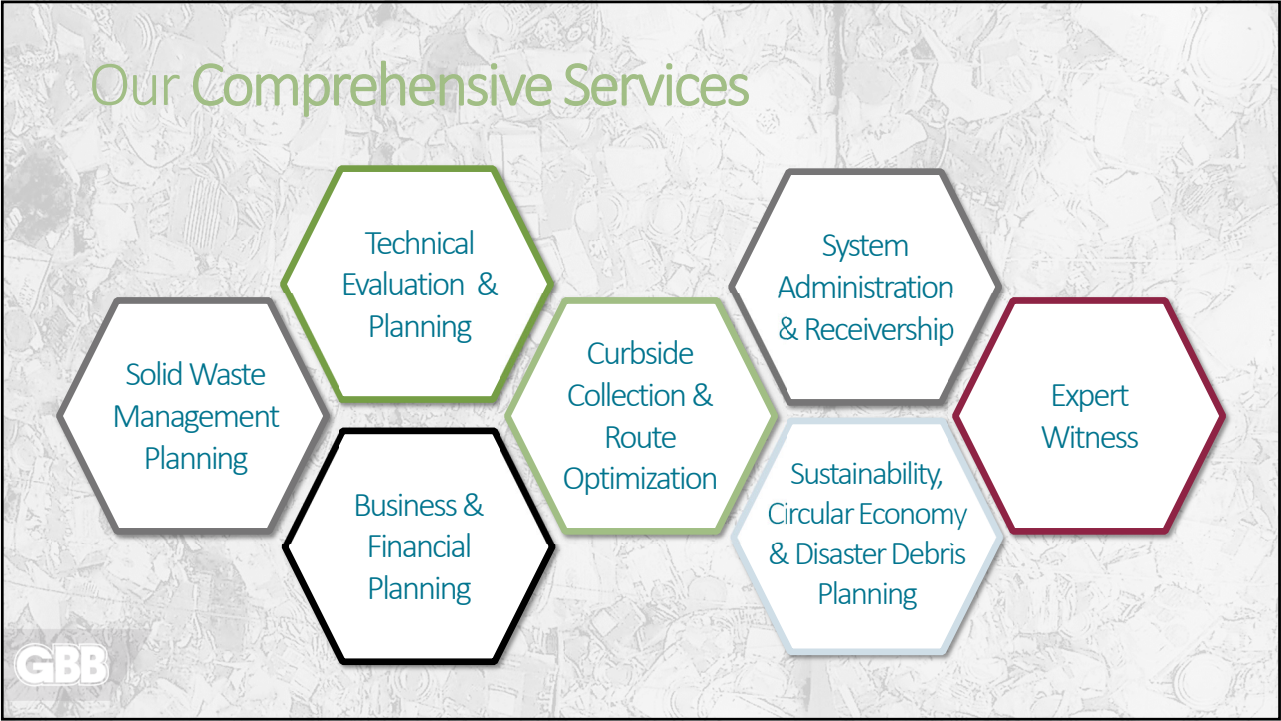 Our Comprehensive Services
Technical
Evaluation &
Planning
System
Administration
& Receivership
Solid Waste
Management
Planning
Curbside
Collection &
Route
Optimization
Expert
Witness
Business &
Financial
Planning
Sustainability,
Circular Economy
& Disaster Debris
Planning
GBB